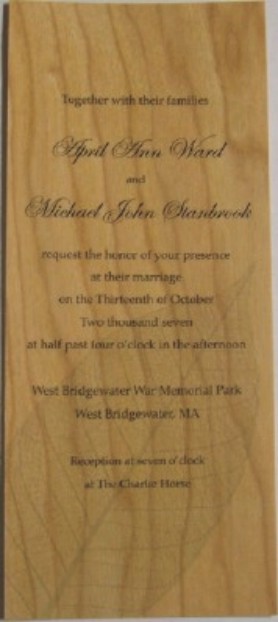 Together with their families
April Ann Ward
and
Michael John Stanbrook
request the honor of your presence
at their marriage
on the Thirteenth of October
Two thousand seven
at half past four o'clock in the afternoon
West Bridgewater War Memorial Park
West Bridgewater, MA
Reception at seven o'clock
at The Charlie Horse